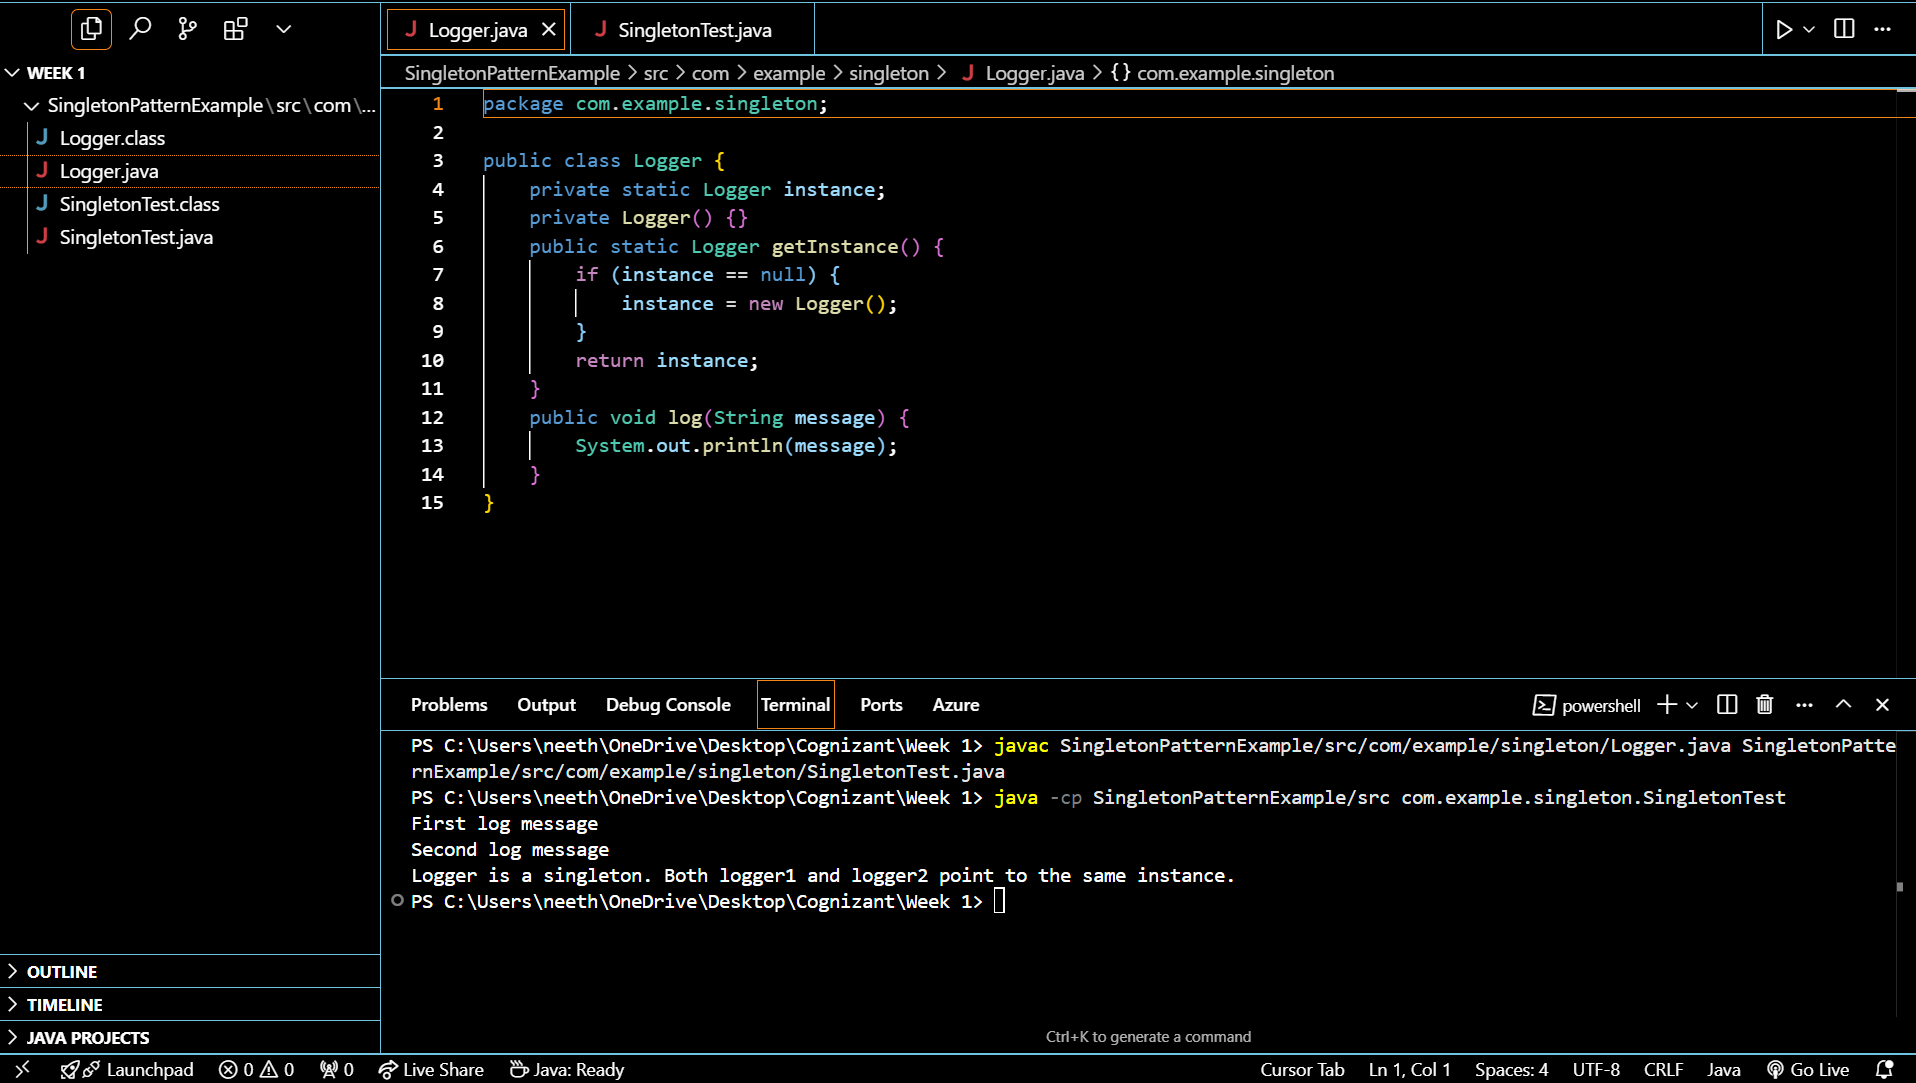 Logger.java
SingletonTest.java
WEEK 1
SingletonPatternExample\src\com\...
Logger.class
Logger.java
SingletonTest.class
SingletonTest.java
SingletonPatternExample > src > com > example > singleton > Logger.java > {} com.example.singleton
1 package com.example.singleton;
2
3 public class Logger {
4 private static Logger instance;
5 private Logger() {}
6 public static Logger getInstance() {
7 if (instance == null) {
8 instance = new Logger();
9 }
10 return instance;
11 }
12 public void log(String message) {
13 System.out.println(message);
14 }
15 }
Problems Output Debug Console Terminal Ports Azure
powershell
PS C:\Users\neeth\OneDrive\Desktop\Cognizant\Week 1> javac SingletonPatternExample/src/com/example/singleton/Logger.java SingletonPatte
rnExample/src/com/example/singleton/SingletonTest.java
PS C:\Users\neeth\OneDrive\Desktop\Cognizant\Week 1> java -cp SingletonPatternExample/src com.example.singleton.SingletonTest
First log message
Second log message
Logger is a singleton. Both logger1 and logger2 point to the same instance.
PS C:\Users\neeth\OneDrive\Desktop\Cognizant\Week 1>
Ctrl+K to generate a command
OUTLINE
TIMELINE
JAVA PROJECTS
Launchpad 0 0 0 Live Share Java: Ready Cursor Tab Ln 1, Col 1 Spaces: 4 UTF-8 CRLF Java Go Live